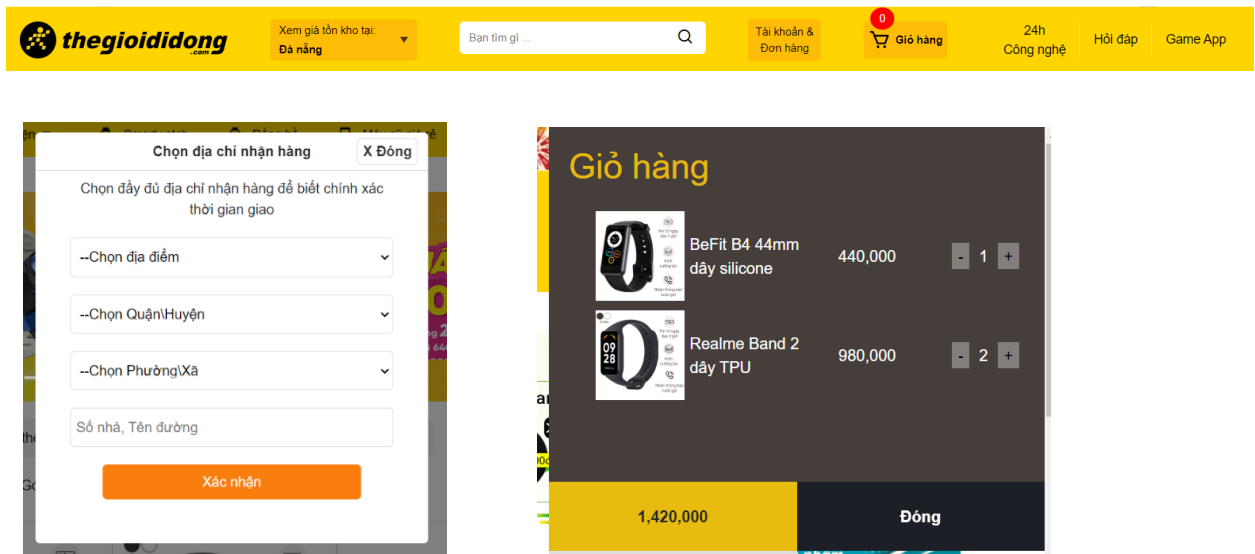 thegioididong
.com
Xem giá tồn kho tại:
Đà nẵng
Bạn tìm gì ...
Tài khoản &
Đơn hàng
0
Giỏ hàng
24h
Công nghệ
Hỏi đáp
Game App
Chọn địa chỉ nhận hàng
X Đóng
Chọn đầy đủ địa chỉ nhận hàng để biết chính xác
thời gian giao
--Chọn địa điểm
--Chọn Quận\Huyện
--Chọn Phường\Xã
Số nhà, Tên đường
Xác nhận
Giỏ hàng
BeFit B4 44mm
dây silicone
440,000
- 1 +
09
28
Realme Band 2
dây TPU
980,000
- 2 +
1,420,000
Đóng